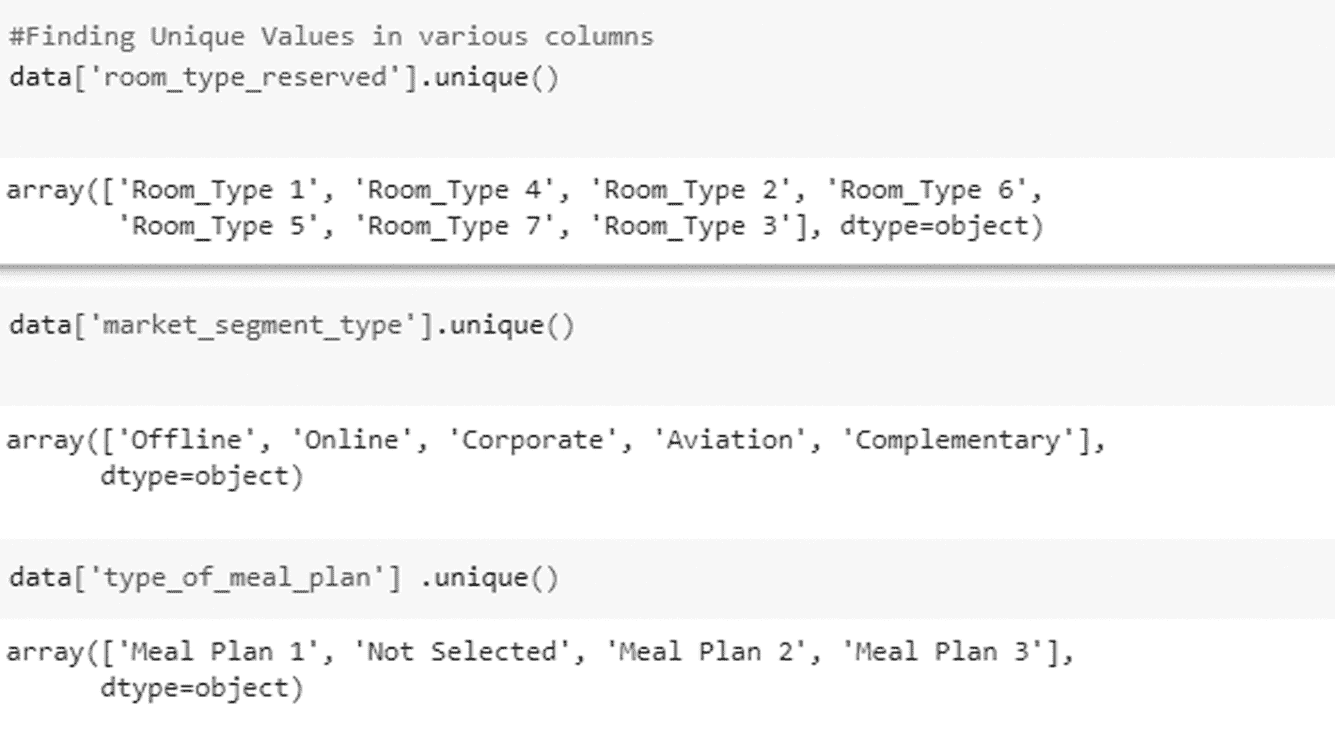 #Finding Unique Values in various columns
data['room_type_reserved'].unique()
array(['Room_Type 1', 'Room_Type 4', 'Room_Type 2', 'Room_Type 6',
       'Room_Type 5', 'Room_Type 7', 'Room_Type 3'], dtype=object)
data['market_segment_type'].unique()
array(['Offline', 'Online', 'Corporate', 'Aviation', 'Complementary'],
      dtype=object)
data['type_of_meal_plan'] .unique()
array(['Meal Plan 1', 'Not Selected', 'Meal Plan 2', 'Meal Plan 3'],
      dtype=object)